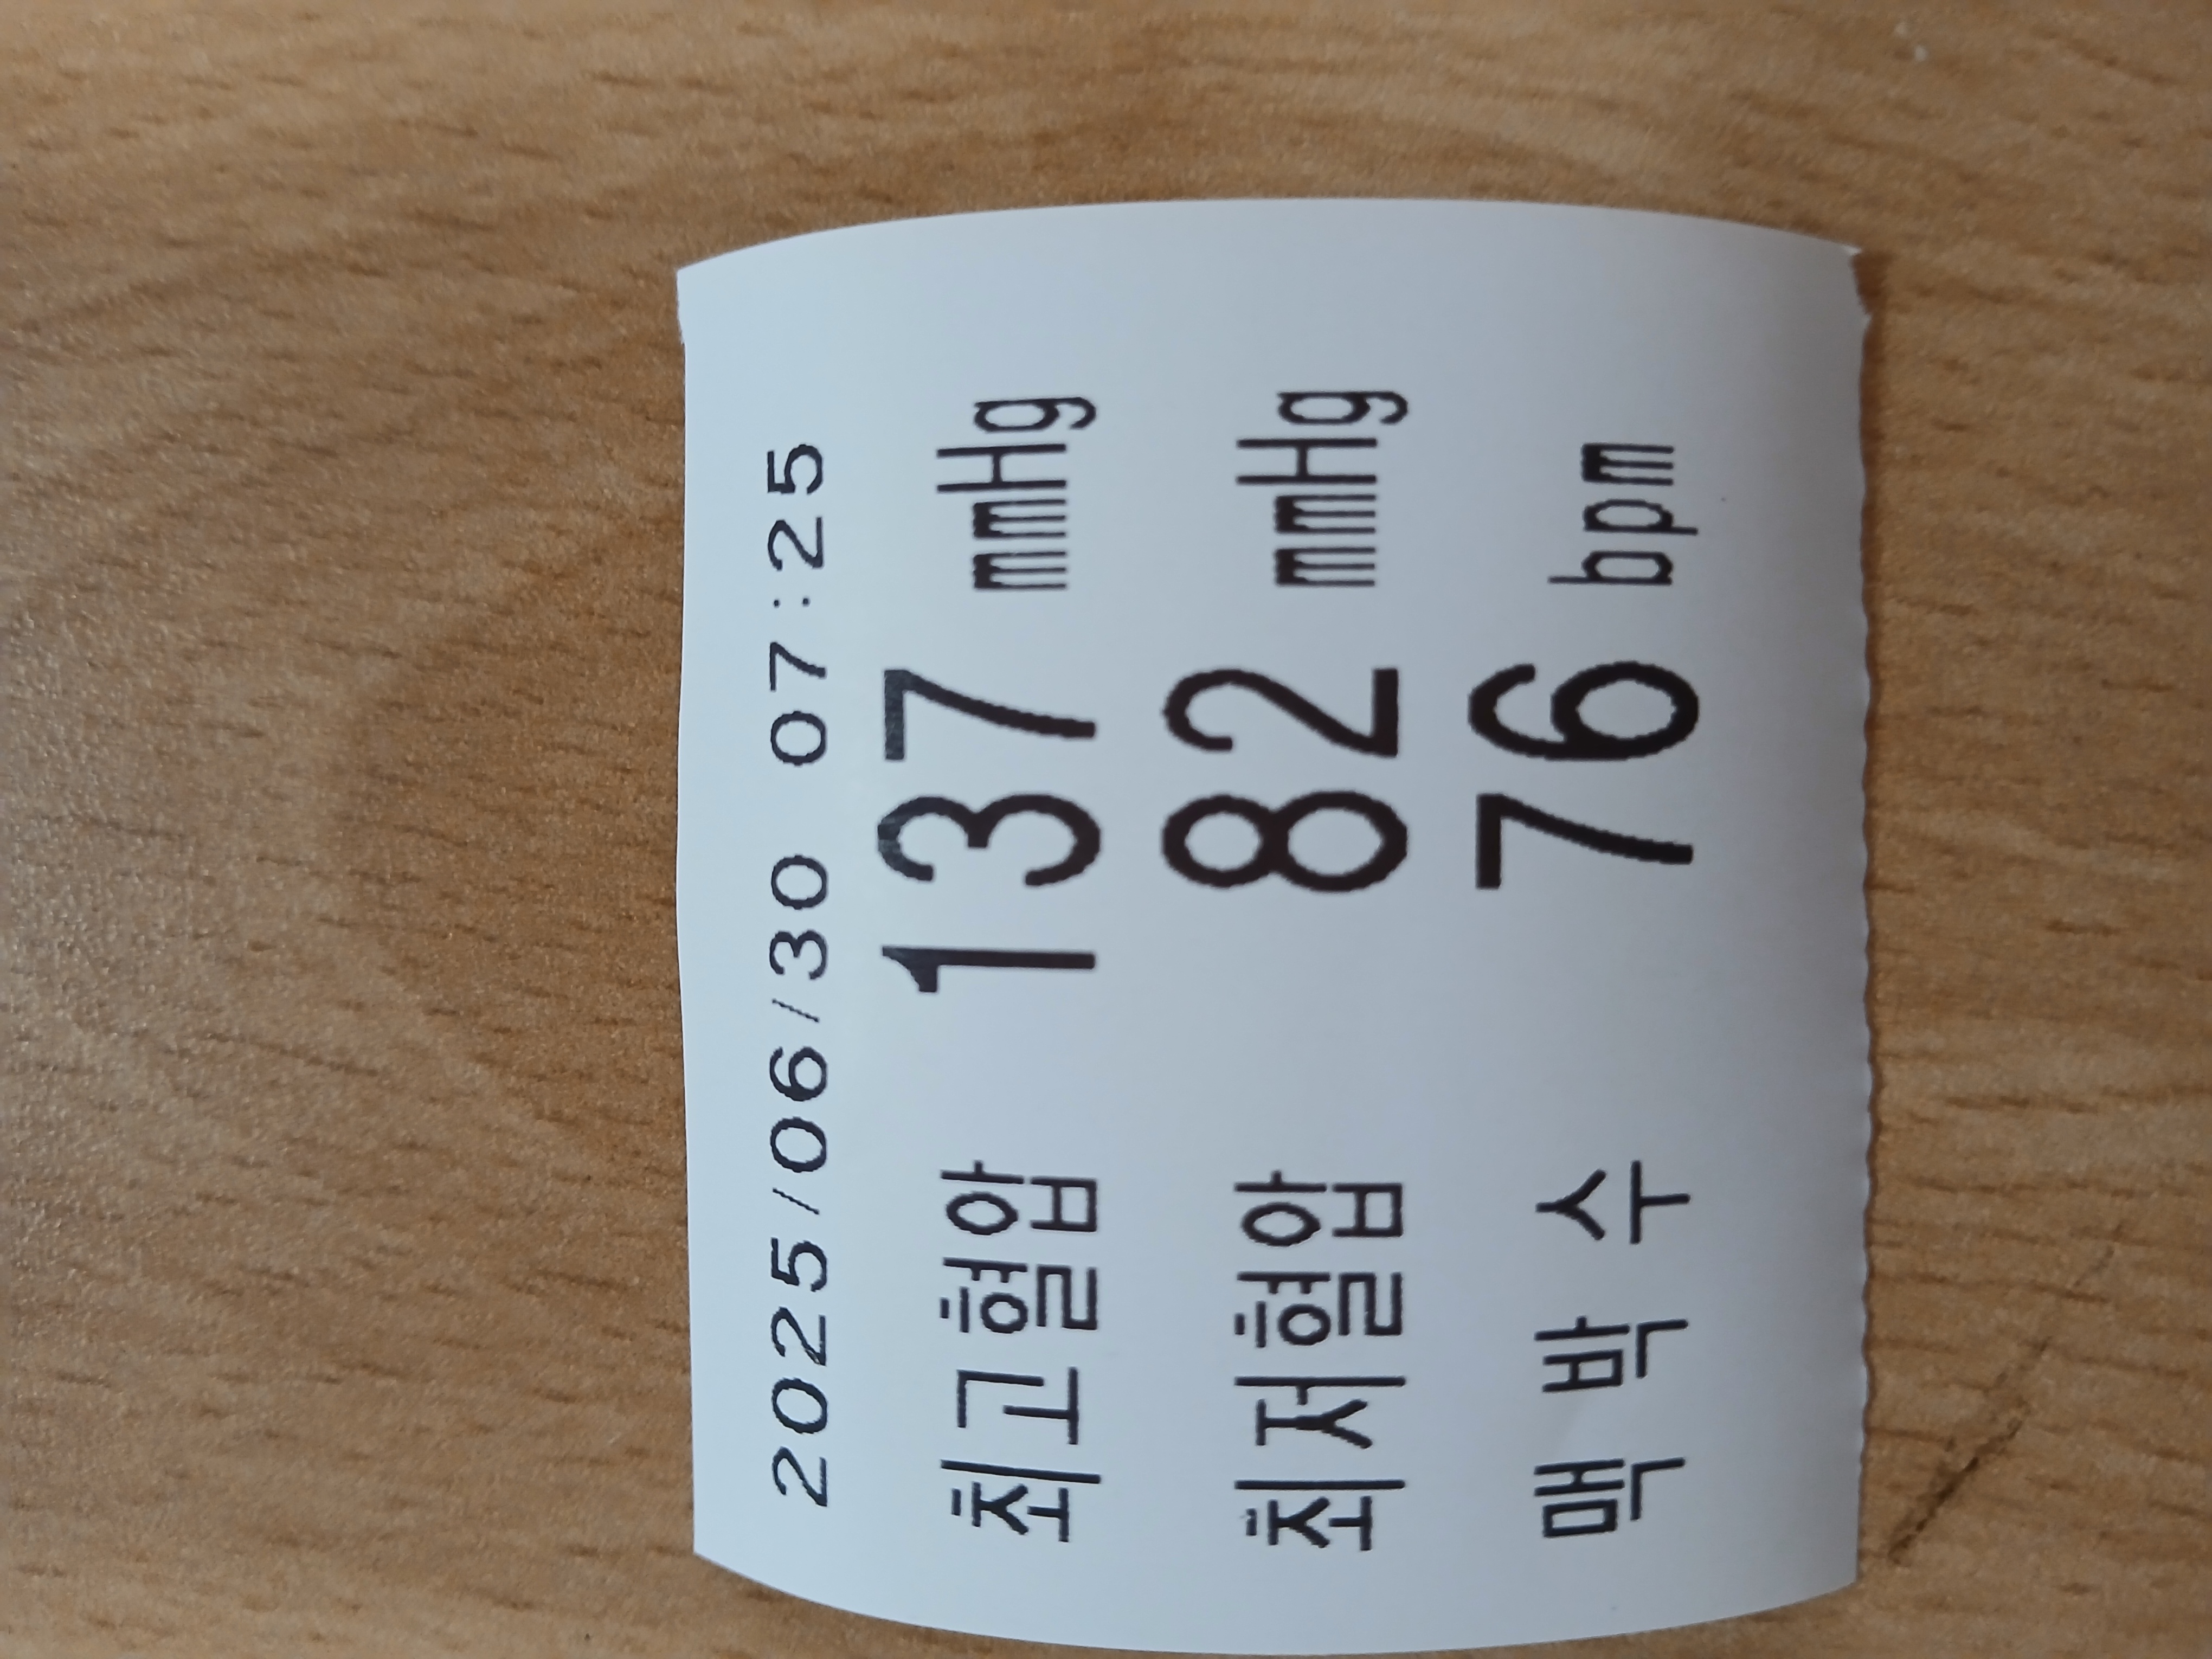 2025/06/30 07:25
최고혈압 137 mmHg
최저혈압 82 mmHg
맥 박 수 76 bpm